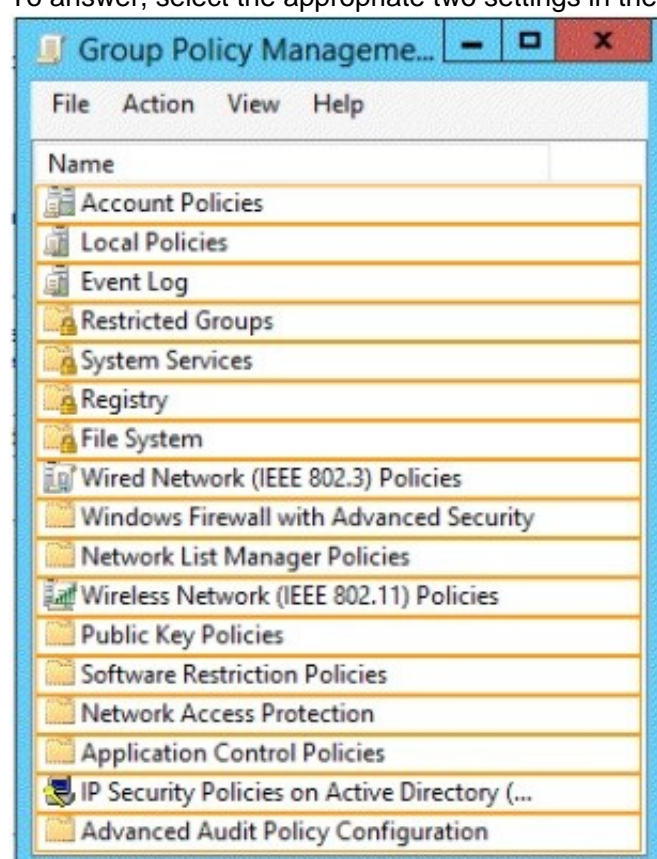 To answer, select the appropriate two settings in the
Group Policy Manageme...
File Action View Help
Name
Account Policies
Local Policies
Event Log
Restricted Groups
System Services
Registry
File System
Wired Network (IEEE 802.3) Policies
Windows Firewall with Advanced Security
Network List Manager Policies
Wireless Network (IEEE 802.11) Policies
Public Key Policies
Software Restriction Policies
Network Access Protection
Application Control Policies
IP Security Policies on Active Directory (...
Advanced Audit Policy Configuration